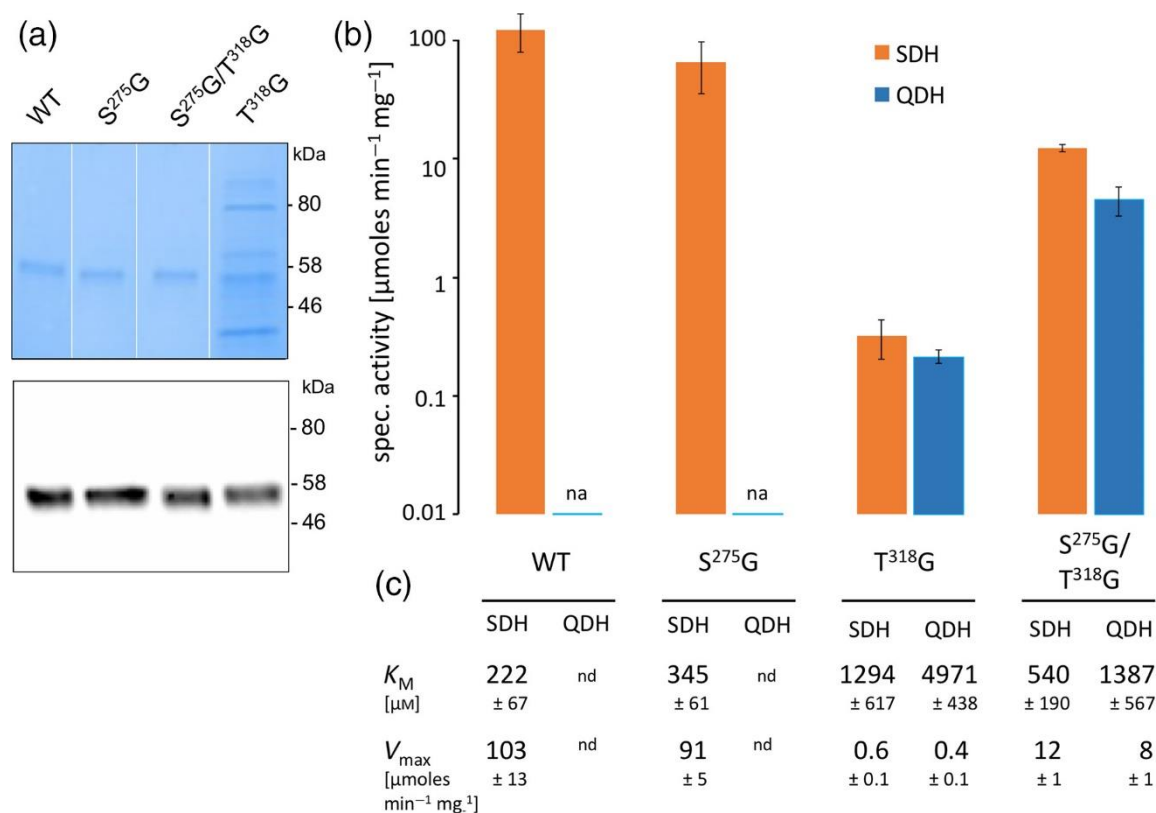 (a)
WT S²⁷⁵G S²⁷⁵G/T³¹⁸G T³¹⁸G
kDa
- 80
- 58
- 46
kDa
- 80
- 58
- 46
(b)
spec. activity [µmoles min⁻¹ mg⁻¹]
100
10
1
0.1
0.01
SDH
QDH
na
na
WT S²⁷⁵G T³¹⁸G S²⁷⁵G/
T³¹⁸G
(c)
SDH QDH SDH QDH SDH QDH SDH QDH
K_M 222 nd 345 nd 1294 4971 540 1387
[µM] ± 67 ± 61 ± 617 ± 438 ± 190 ± 567
V_max 103 nd 91 nd 0.6 0.4 12 8
[µmoles ± 13 ± 5 ± 0.1 ± 0.1 ± 1 ± 1
min⁻¹ mg⁻¹]